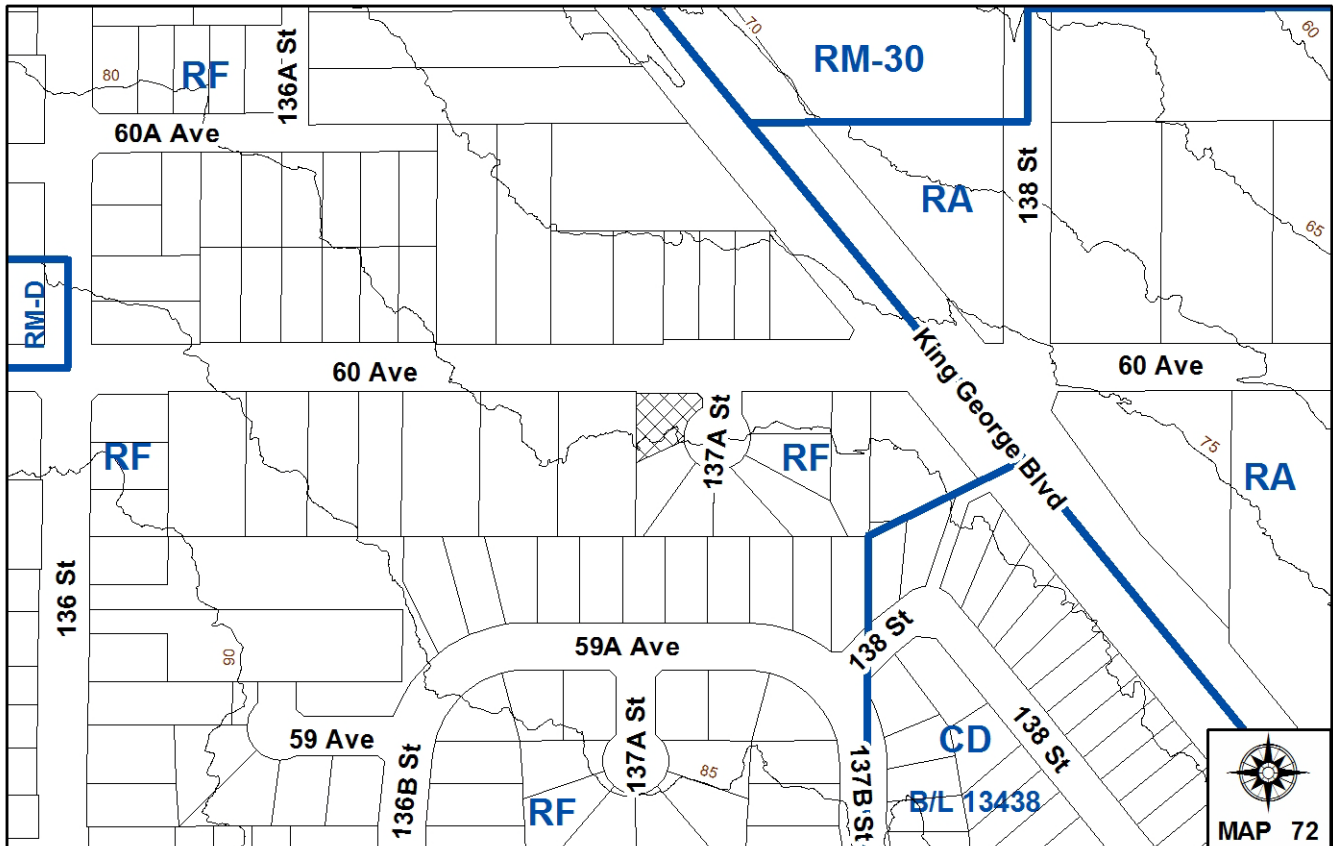 70
60
136A St
RM-30
80
RF
60A Ave
138 St
RA
65
RM-D
60 Ave
King George Blvd
60 Ave
137A St
RF
RF
75
RA
136 St
138 St
59A Ave
90
137A St
138 St
59 Ave
136B St
CD
137B St
85
RF
B/L 13438
MAP 72